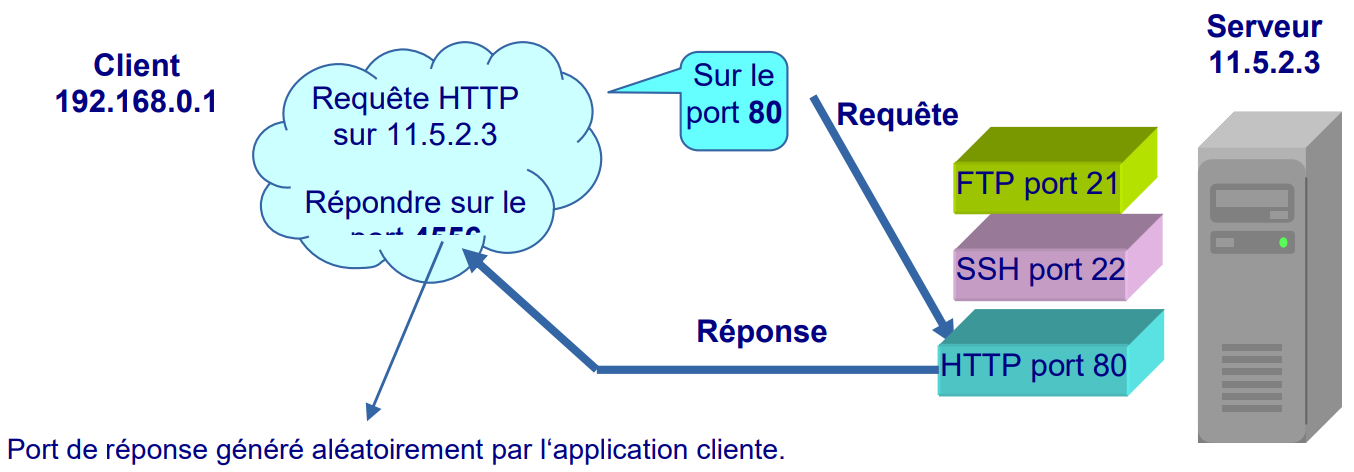 Client
192.168.0.1
Requête HTTP
sur 11.5.2.3
Répondre sur le
port
Sur le
port 80
Requête
Serveur
11.5.2.3
FTP port 21
SSH port 22
HTTP port 80
Réponse
Port de réponse généré aléatoirement par l‘application cliente.